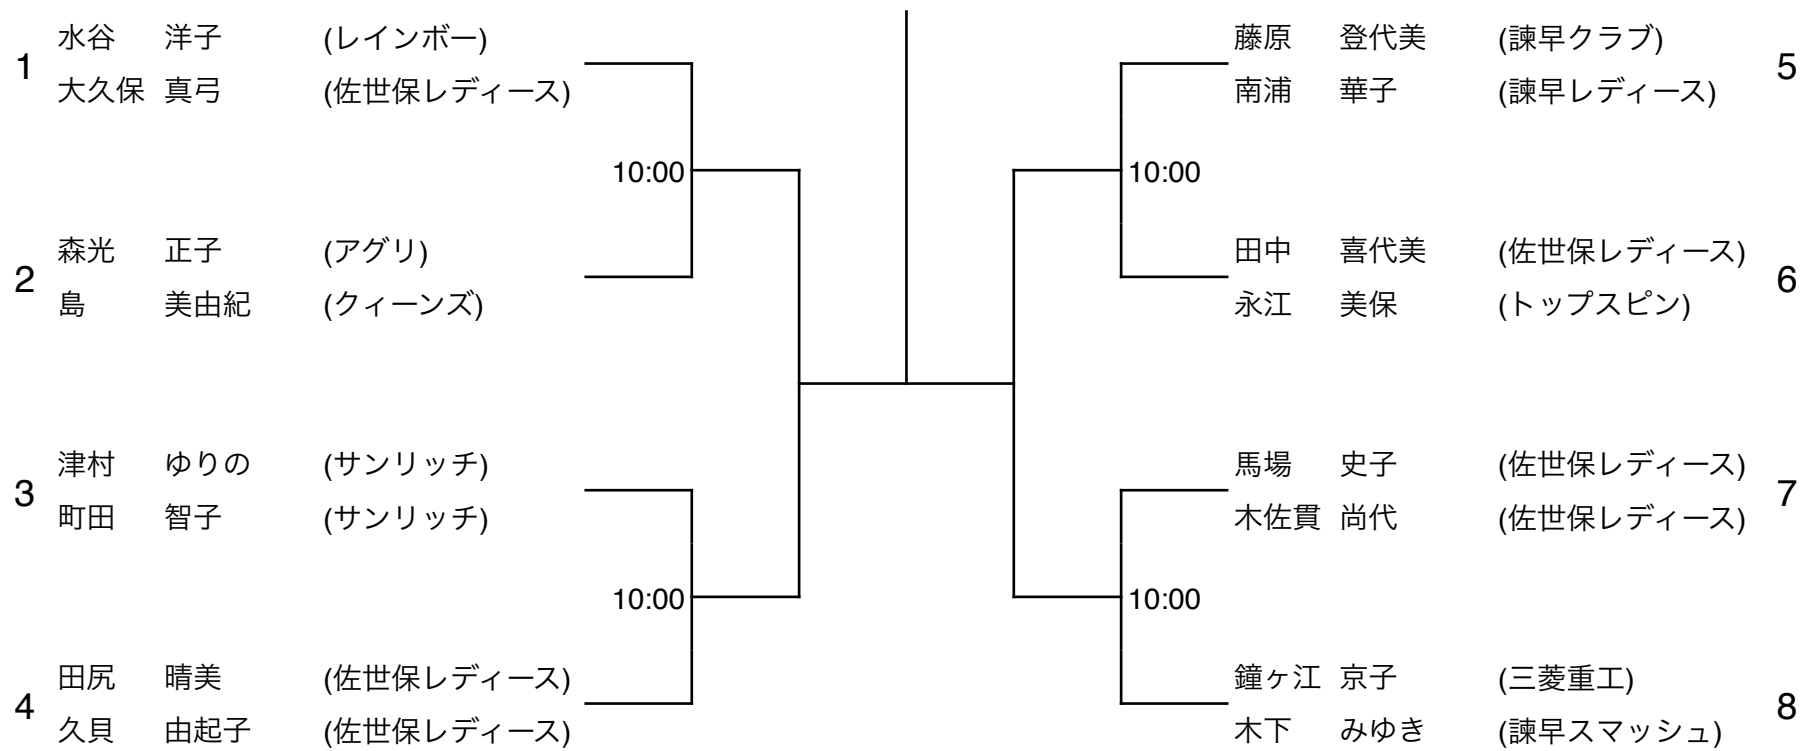 1
水谷 洋子 (レインボー)
大久保 真弓 (佐世保レディース)
10:00
2
森光 正子 (アグリ)
島 美由紀 (クィーンズ)
3
津村 ゆりの (サンリッチ)
町田 智子 (サンリッチ)
10:00
4
田尻 晴美 (佐世保レディース)
久貝 由起子 (佐世保レディース)
藤原 登代美 (諫早クラブ)
南浦 華子 (諫早レディース)
5
10:00
田中 喜代美 (佐世保レディース)
永江 美保 (トップスピン)
6
馬場 史子 (佐世保レディース)
木佐貫 尚代 (佐世保レディース)
7
10:00
鐘ヶ江 京子 (三菱重工)
木下 みゆき (諫早スマッシュ)
8